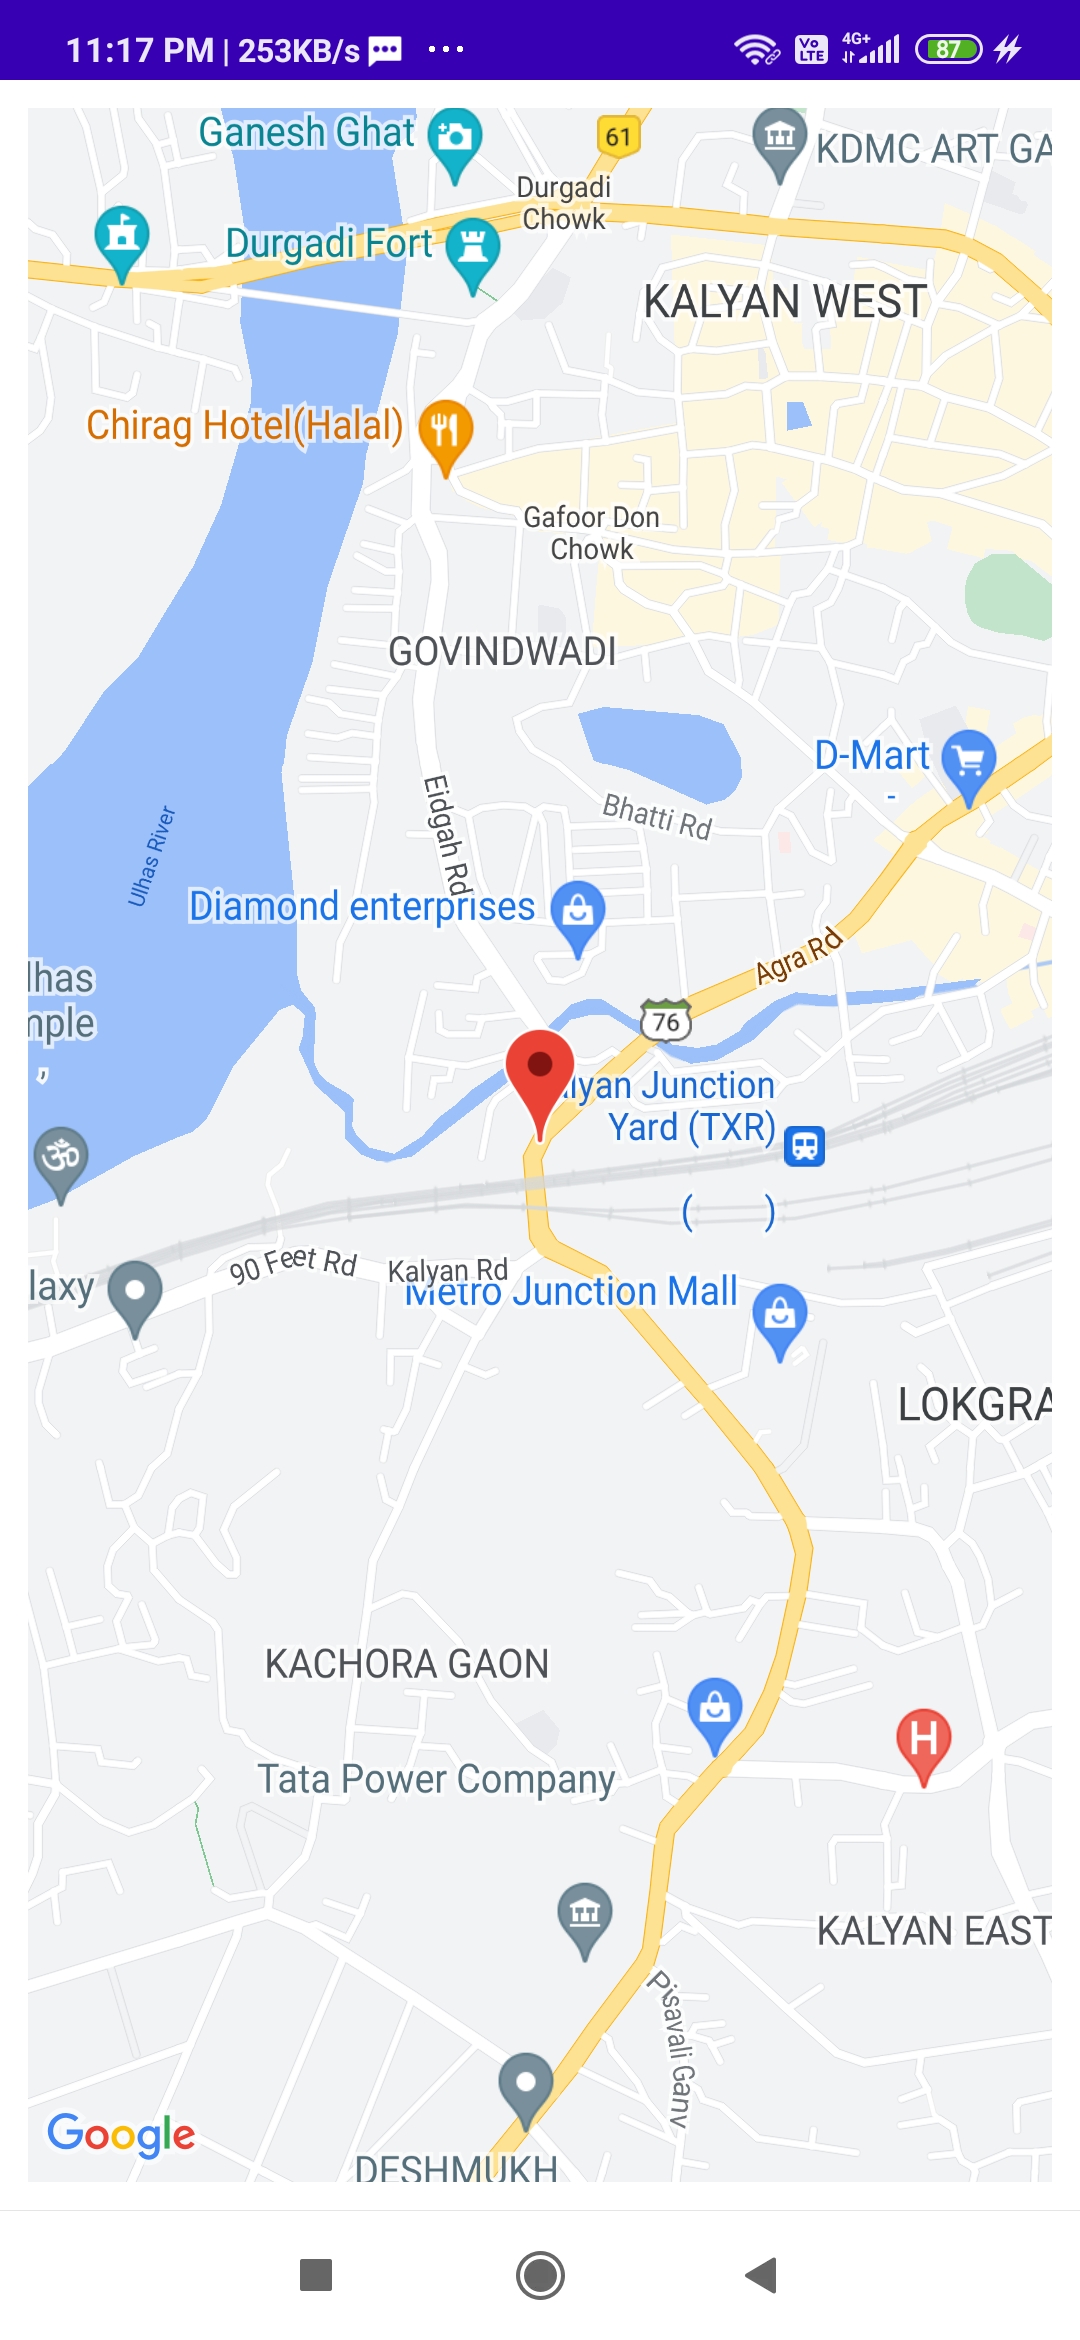 11:17 PM | 253KB/s
Vo
LTE
4G+
87
Ganesh Ghat
61
KDMC ART GA
Durgadi
Chowk
Durgadi Fort
KALYAN WEST
Chirag Hotel(Halal)
Gafoor Don
Chowk
GOVINDWADI
D-Mart
-
Eidgah Rd
Bhatti Rd
Ulhas River
Diamond enterprises
Agra Rd
lhas
mple
,
76
lyan Junction
Yard (TXR)
ॐ
( )
90 Feet Rd
Kalyan Rd
laxy
Metro Junction Mall
LOKGRA
KACHORA GAON
H
Tata Power Company
KALYAN EAST
Pisavali Ganv
Google
DESHMUKH